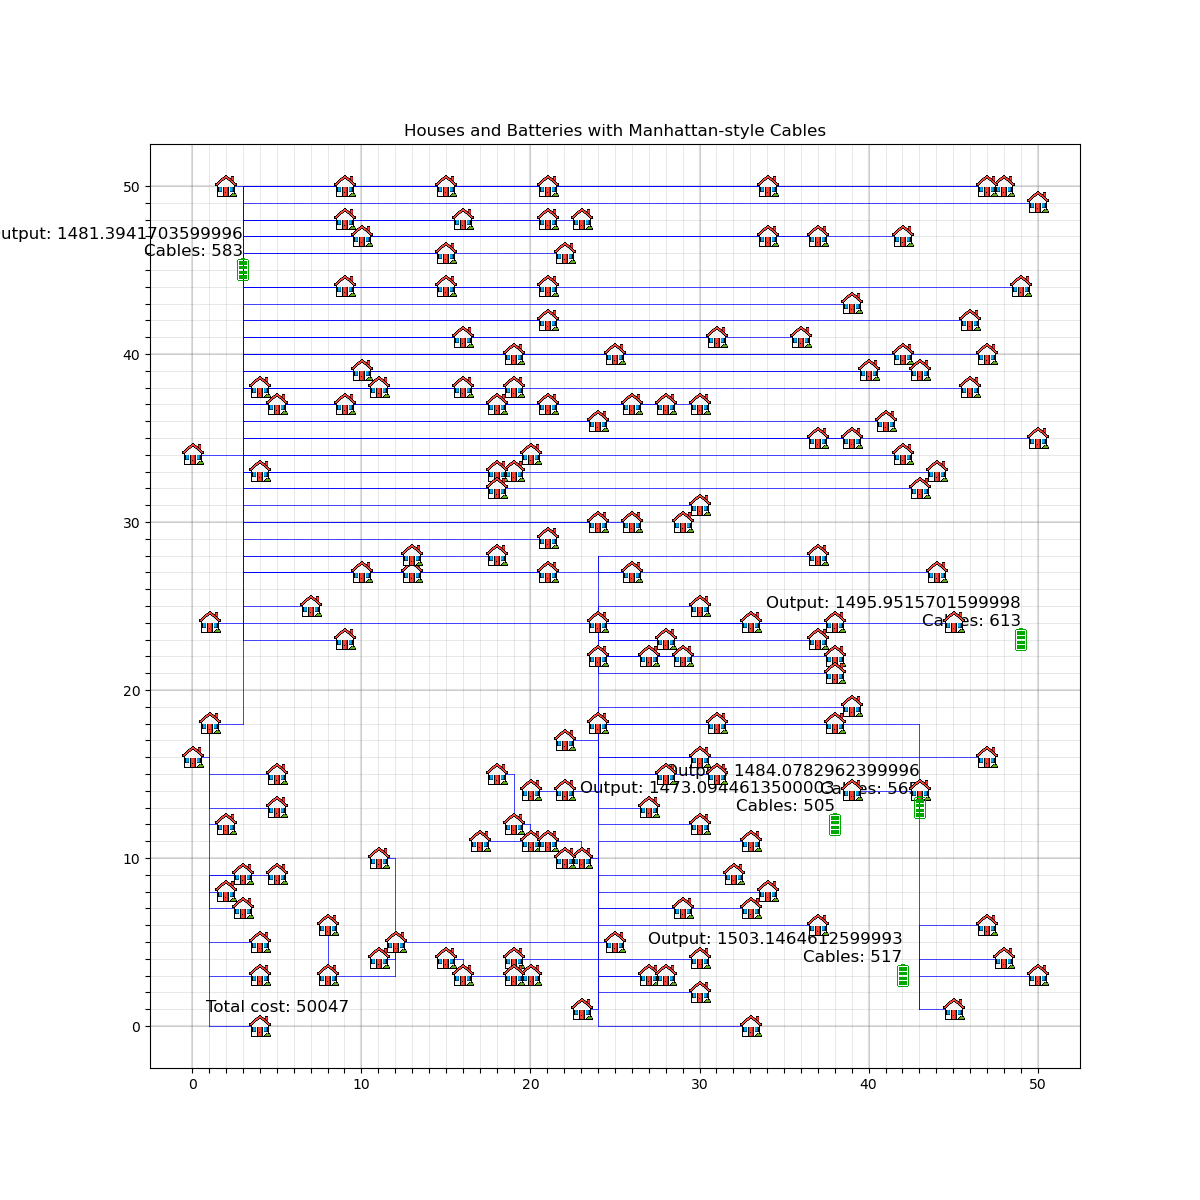 Houses and Batteries with Manhattan-style Cables
50
utput: 1481.3941703599996
Cables: 583
40
30
Output: 1495.9515701599998
Cables: 613
20
Output: 1484.0782962399996
Output: 1473.0944613500003
Cables: 505
10
Output: 1503.1464612599993
Cables: 517
Total cost: 50047
0
0 10 20 30 40 50